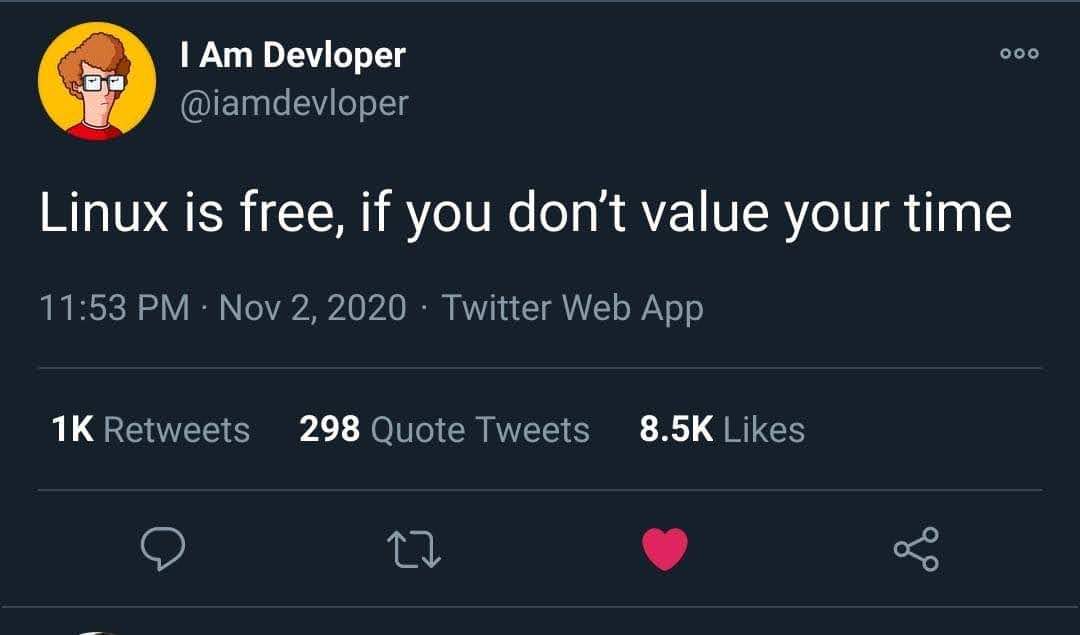 I Am Devloper
@iamdevloper
Linux is free, if you don’t value your time
11:53 PM · Nov 2, 2020 · Twitter Web App
1K Retweets 298 Quote Tweets 8.5K Likes